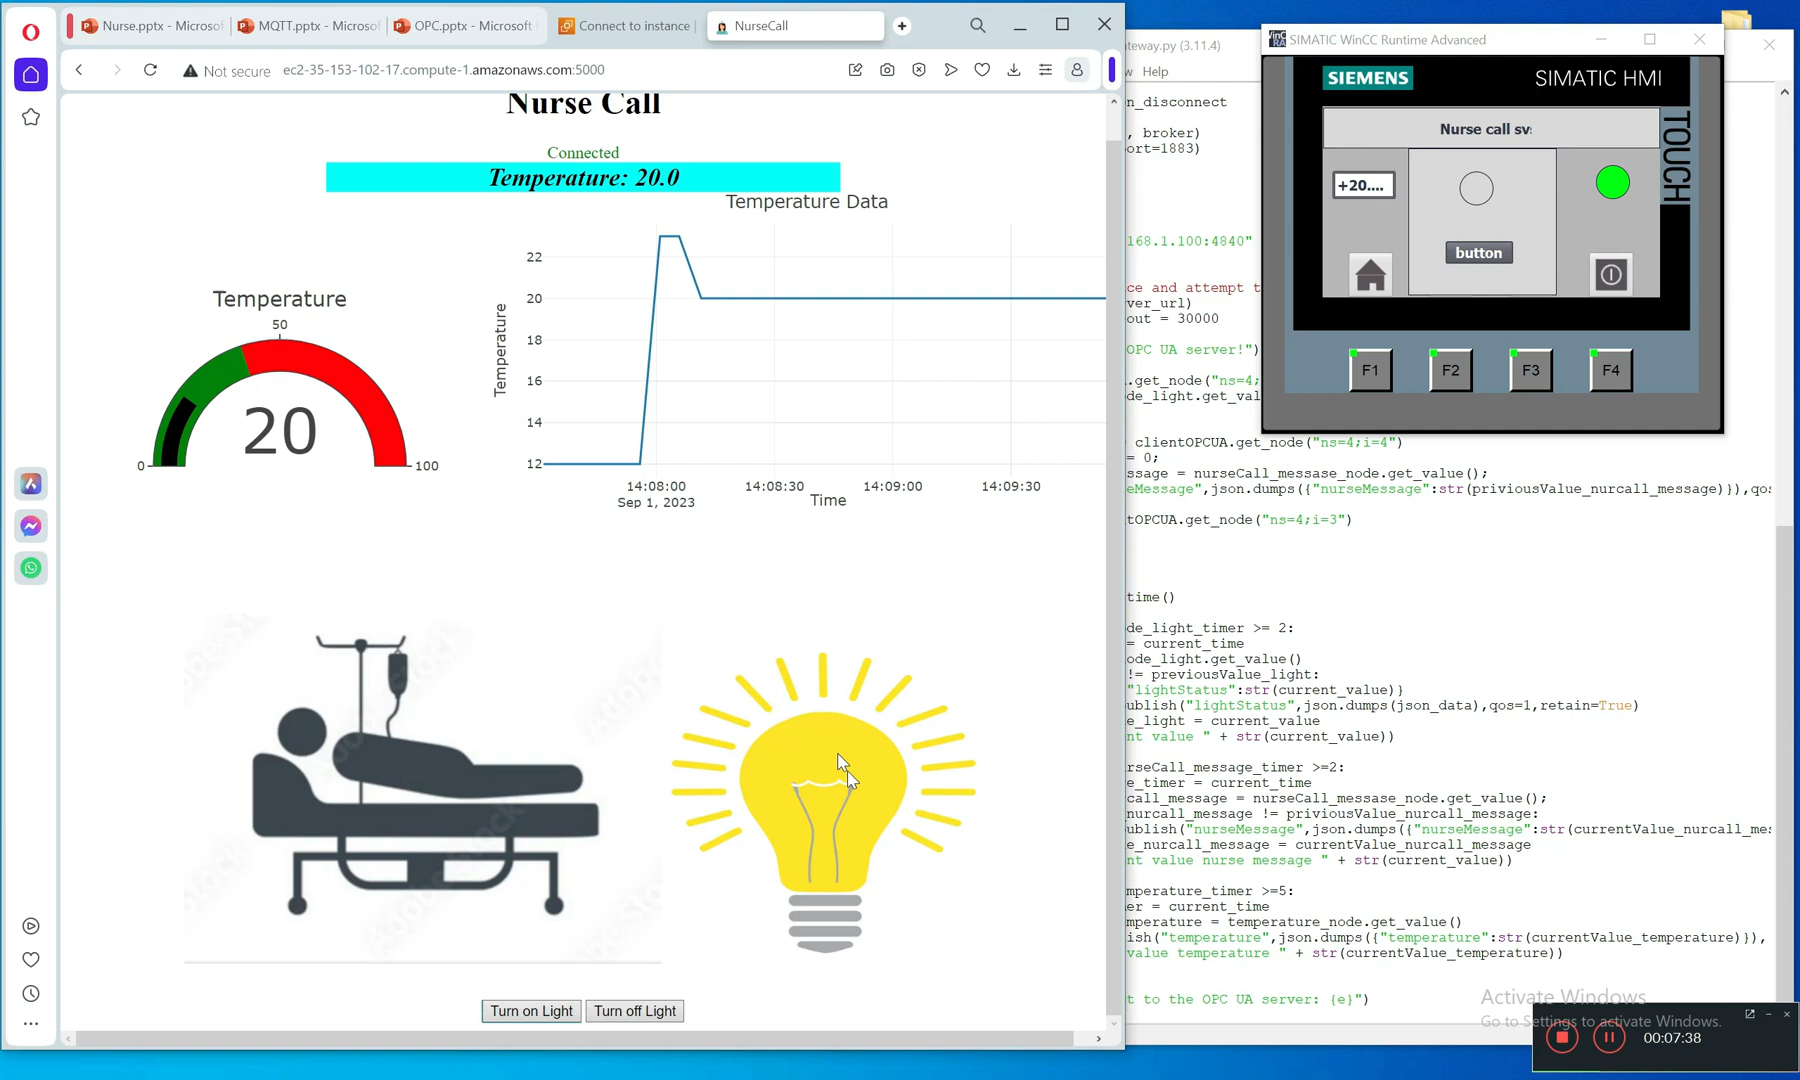 Nurse.pptx - Microsof
MQTT.pptx - Microsof
OPC.pptx - Microsoft
Connect to instance
NurseCall
Not secure
ec2-35-153-102-17.compute-1.amazonaws.com:5000
Nurse Call
Connected
Temperature: 20.0
Temperature Data
Temperature
50
0
100
20
22
20
18
16
14
12
Temperature
14:08:00
14:08:30
14:09:00
14:09:30
Sep 1, 2023
Time
Turn on Light
Turn off Light
SIMATIC WinCC Runtime Advanced
SIEMENS
SIMATIC HMI
TOUCH
Nurse call sv
+20....
button
F1
F2
F3
F4
teway.py (3.11.4)
w Help
n_disconnect
, broker)
ort=1883)
168.1.100:4840"
ce and attempt t
ver_url)
out = 30000
OPC UA server!")
.get_node("ns=4;
de_light.get_val
clientOPCUA.get_node("ns=4;i=4")
= 0;
ssage = nurseCall_messase_node.get_value();
eMessage",json.dumps({"nurseMessage":str(priviousValue_nurcall_message)}),qos
tOPCUA.get_node("ns=4;i=3")
time()
de_light_timer >= 2:
= current_time
ode_light.get_value()
!= previousValue_light:
"lightStatus":str(current_value)}
ublish("lightStatus",json.dumps(json_data),qos=1,retain=True)
e_light = current_value
nt value " + str(current_value))
rseCall_message_timer >=2:
e_timer = current_time
call_message = nurseCall_messase_node.get_value();
nurcall_message != priviousValue_nurcall_message:
ublish("nurseMessage",json.dumps({"nurseMessage":str(currentValue_nurcall_mes
e_nurcall_message = currentValue_nurcall_message
nt value nurse message " + str(current_value))
mperature_timer >=5:
er = current_time
mperature = temperature_node.get_value()
ish("temperature",json.dumps({"temperature":str(currentValue_temperature)}),
value temperature " + str(currentValue_temperature))
t to the OPC UA server: {e}")
Activate Windows
Go to Settings to activate Windows.
00:07:38